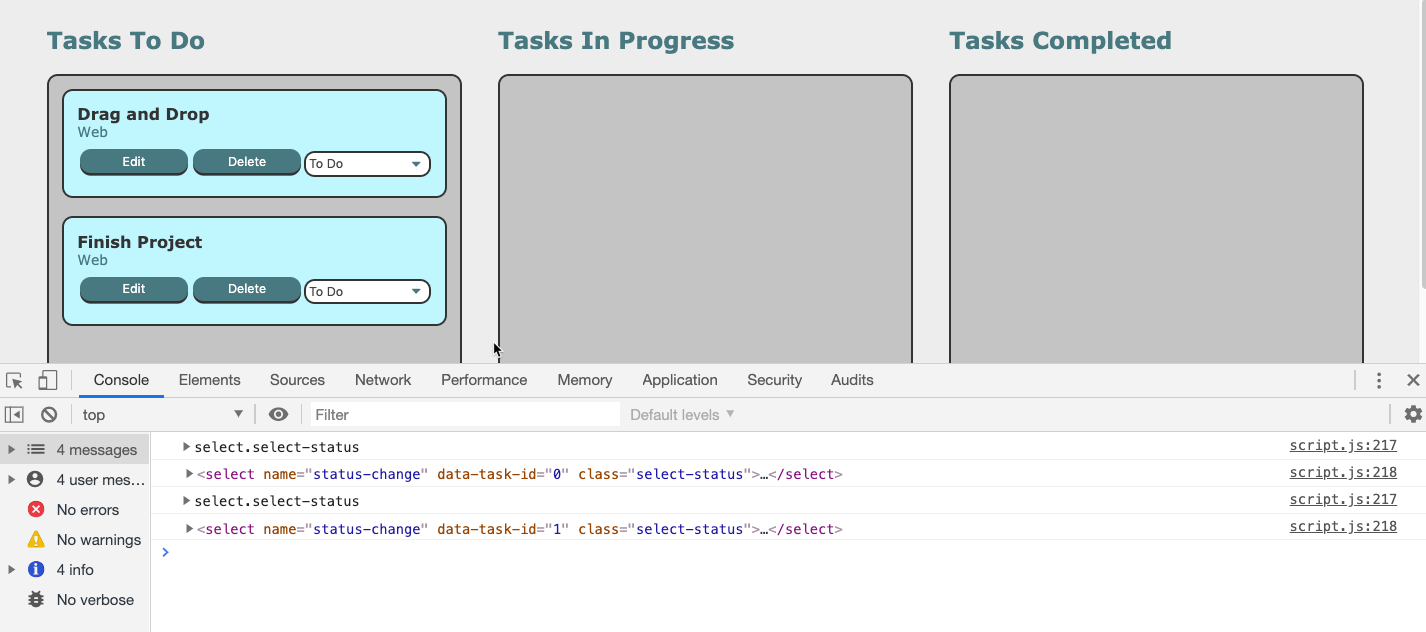 Tasks To Do
Tasks In Progress
Tasks Completed
Drag and Drop
Web
Edit Delete To Do
Finish Project
Web
Edit Delete To Do
Console Elements Sources Network Performance Memory Application Security Audits
top Filter Default levels
4 messages
4 user mes…
No errors
No warnings
4 info
No verbose
select.select-status script.js:217
<select name="status-change" data-task-id="0" class="select-status">…</select> script.js:218
select.select-status script.js:217
<select name="status-change" data-task-id="1" class="select-status">…</select> script.js:218